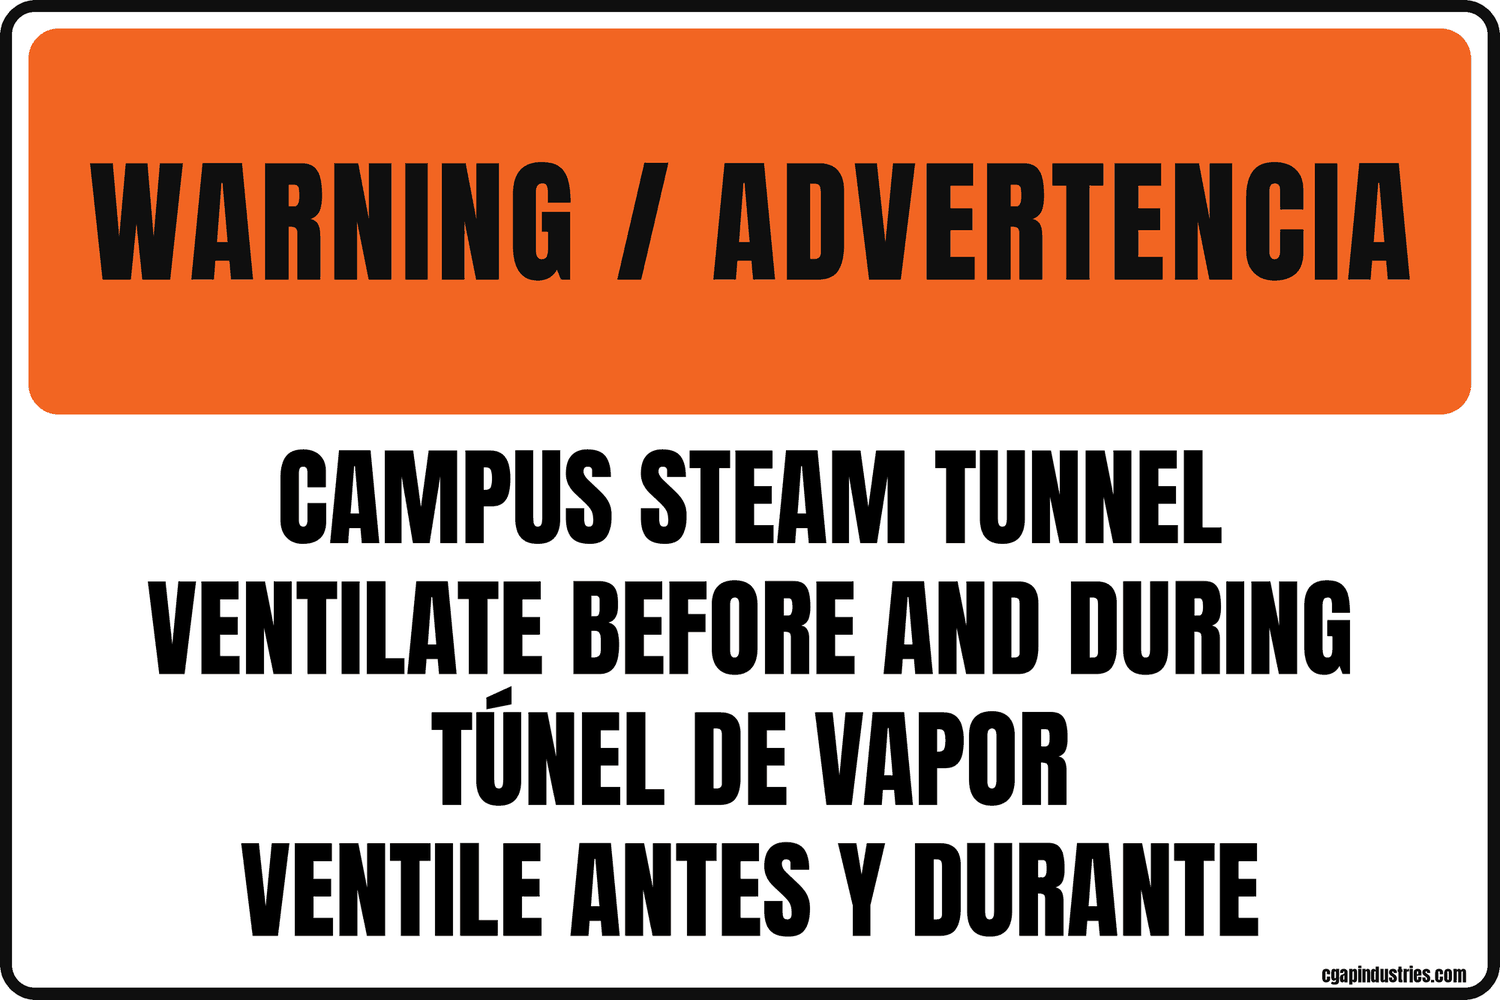 WARNING / ADVERTENCIA
CAMPUS STEAM TUNNEL
VENTILATE BEFORE AND DURING
TÚNEL DE VAPOR
VENTILE ANTES Y DURANTE
cgapindustries.com